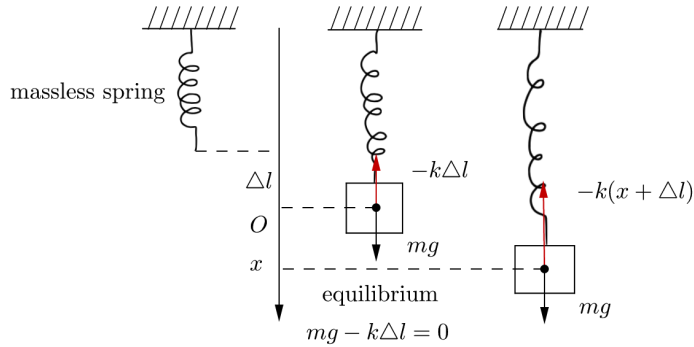 massless spring
△l
O
x
−k△l
mg
equilibrium
mg − k△l = 0
−k(x + △l)
mg